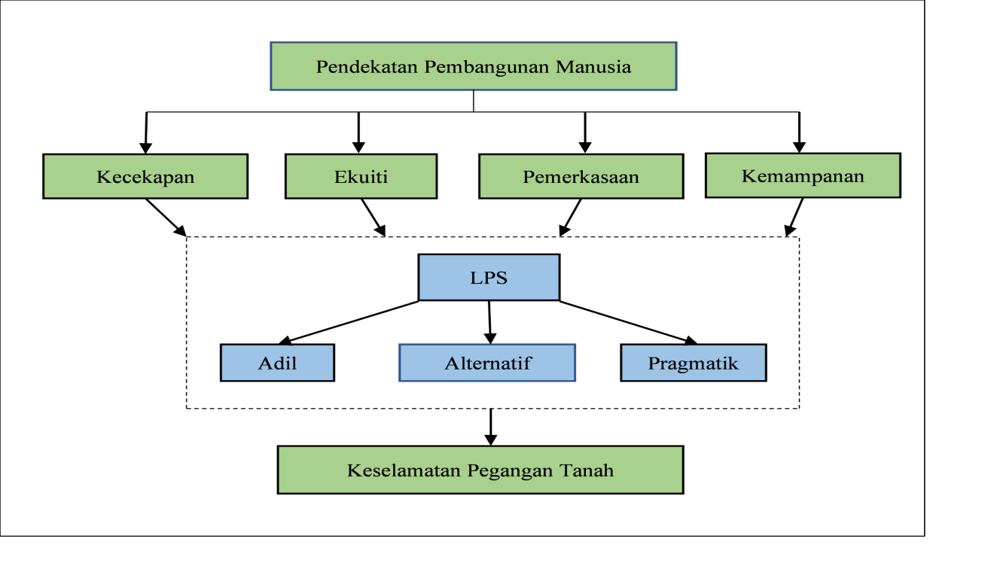 Pendekatan Pembangunan Manusia
Kecekapan
Ekuiti
Pemerkasaan
Kemampanan
LPS
Adil
Alternatif
Pragmatik
Keselamatan Pegangan Tanah